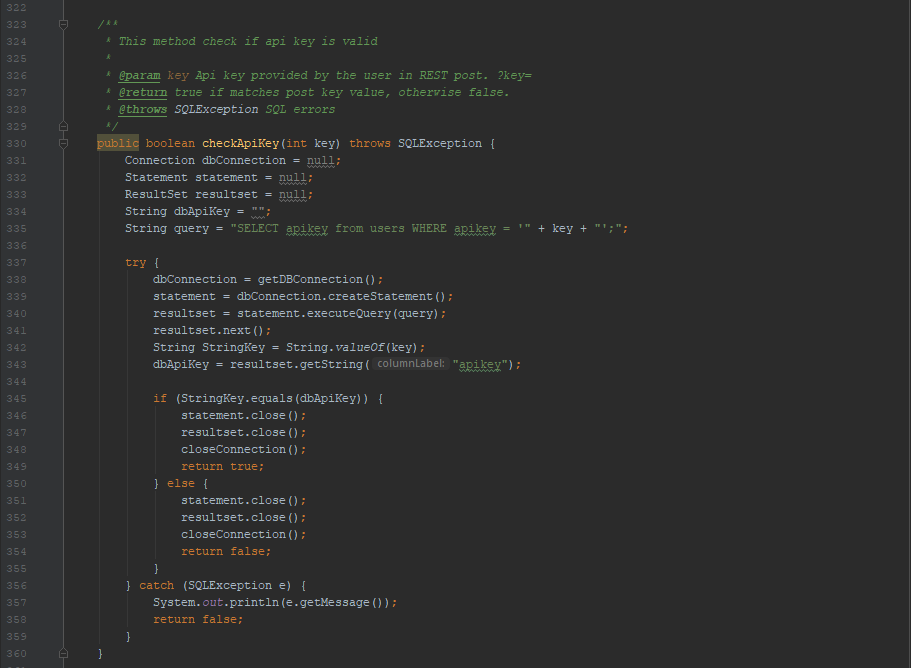 322
323 /**
324 * This method check if api key is valid
325 *
326 * @param key Api key provided by the user in REST post. ?key=
327 * @return true if matches post key value, otherwise false.
328 * @throws SQLException SQL errors
329 */
330 public boolean checkApiKey(int key) throws SQLException {
331 Connection dbConnection = null;
332 Statement statement = null;
333 ResultSet resultset = null;
334 String dbApiKey = "";
335 String query = "SELECT apikey from users WHERE apikey = '" + key + "';";
336
337 try {
338 dbConnection = getDBConnection();
339 statement = dbConnection.createStatement();
340 resultset = statement.executeQuery(query);
341 resultset.next();
342 String StringKey = String.valueOf(key);
343 dbApiKey = resultset.getString( columnLabel: "apikey");
344
345 if (StringKey.equals(dbApiKey)) {
346 statement.close();
347 resultset.close();
348 closeConnection();
349 return true;
350 } else {
351 statement.close();
352 resultset.close();
353 closeConnection();
354 return false;
355 }
356 } catch (SQLException e) {
357 System.out.println(e.getMessage());
358 return false;
359 }
360 }